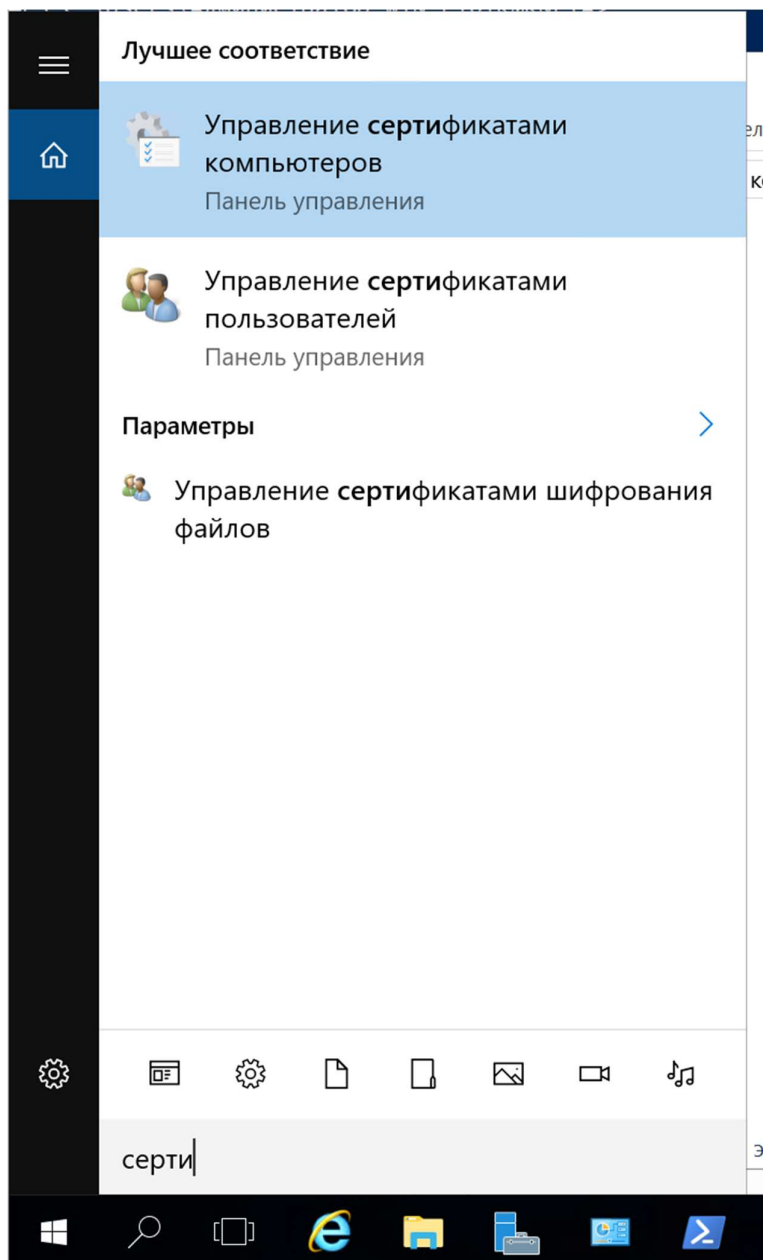 Лучшее соответствие
Управление сертификатами
компьютеров
Панель управления
Управление сертификатами
пользователей
Панель управления
Параметры
Управление сертификатами шифрования
файлов
серти